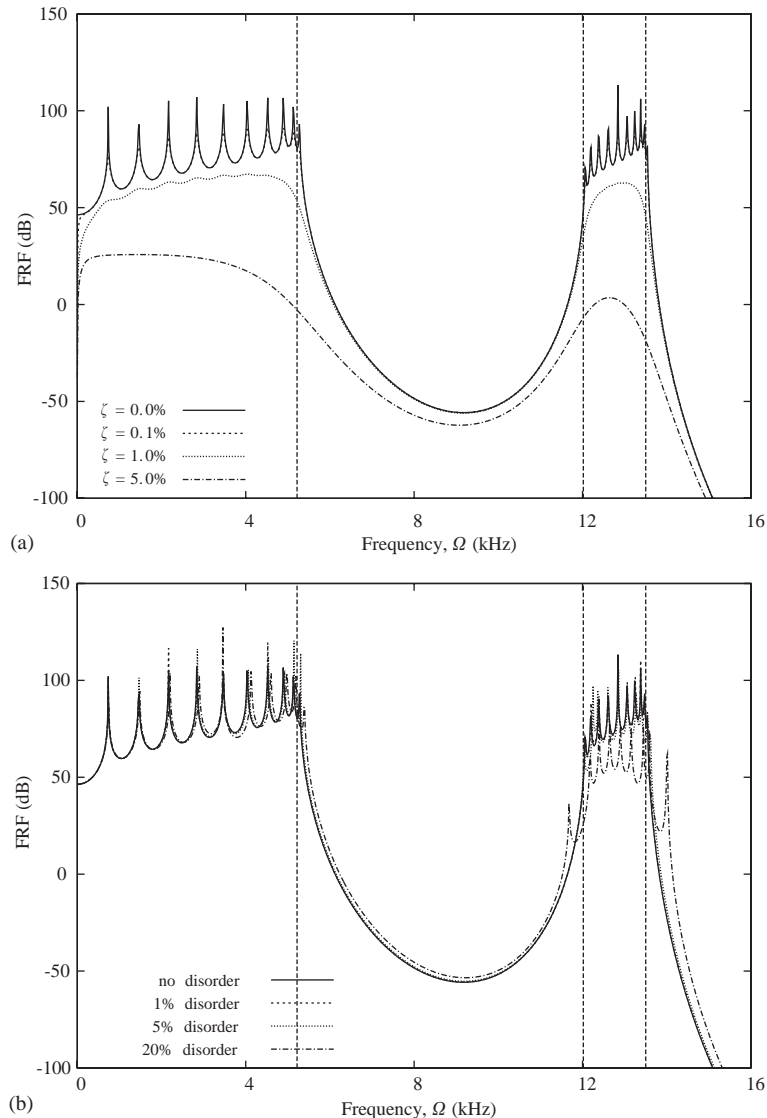 150
100
50
0
-50
-100
FRF (dB)
ζ = 0.0%
ζ = 0.1%
ζ = 1.0%
ζ = 5.0%
0 4 8 12 16
(a) Frequency, Ω (kHz)
150
100
50
0
-50
-100
FRF (dB)
no disorder
1% disorder
5% disorder
20% disorder
0 4 8 12 16
(b) Frequency, Ω (kHz)